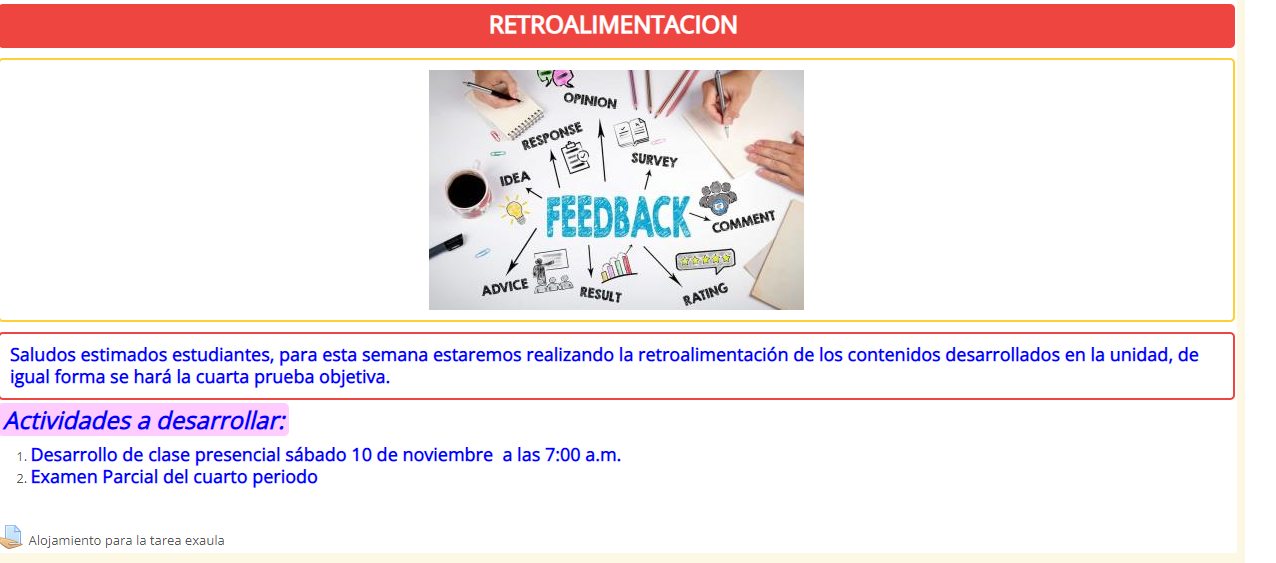 RETROALIMENTACION
OPINION
RESPONSE
SURVEY
IDEA
FEEDBACK
COMMENT
ADVICE
RESULT
RATING
Saludos estimados estudiantes, para esta semana estaremos realizando la retroalimentación de los contenidos desarrollados en la unidad, de
igual forma se hará la cuarta prueba objetiva.
Actividades a desarrollar:
1. Desarrollo de clase presencial sábado 10 de noviembre  a las 7:00 a.m.
2. Examen Parcial del cuarto periodo
Alojamiento para la tarea exaula